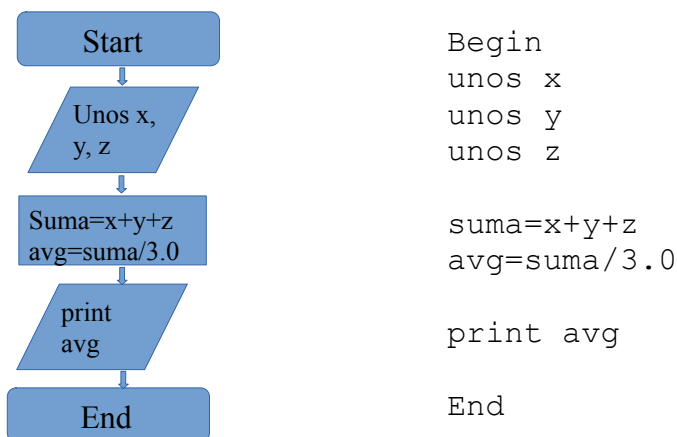 Start
Unos x,
y, z
Suma=x+y+z
avg=suma/3.0
print
avg
End
Begin
unos x
unos y
unos z
suma=x+y+z
avg=suma/3.0
print avg
End